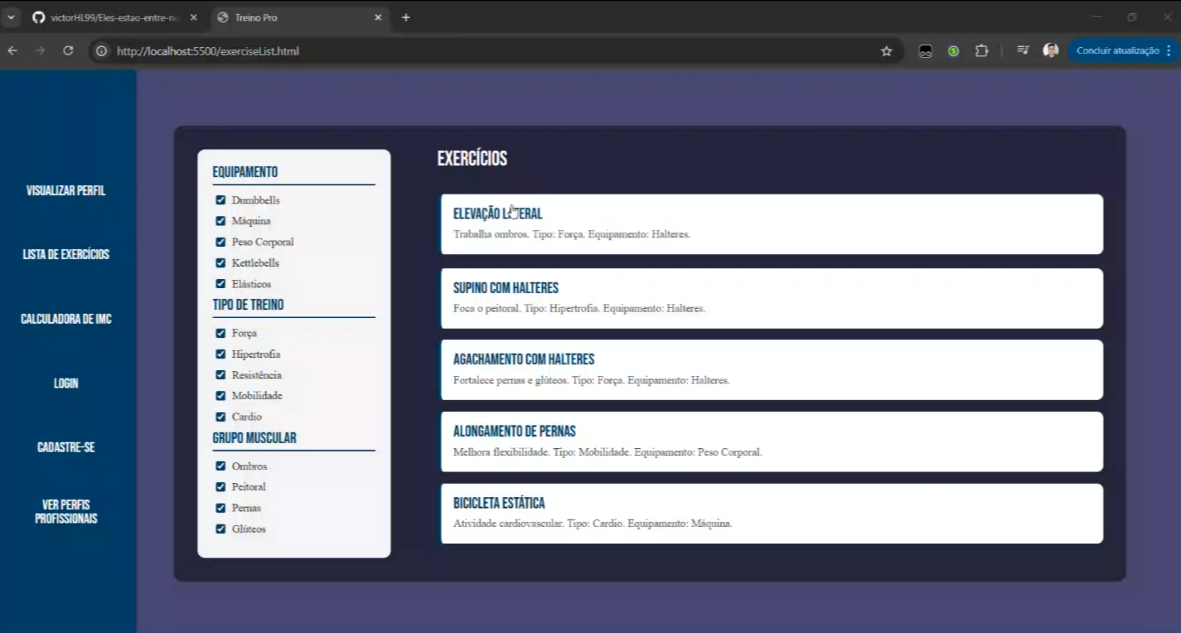 victorHL99/Eles-estao-entre-no
Treino Pro
http://localhost:5500/exerciseList.html
Concluir atualização
VISUALIZAR PERFIL
LISTA DE EXERCÍCIOS
CALCULADORA DE IMC
LOGIN
CADASTRE-SE
VER PERFIS
PROFISSIONAIS
EQUIPAMENTO
Dumbbells
Máquina
Peso Corporal
Kettlebells
Elásticos
TIPO DE TREINO
Força
Hipertrofia
Resistência
Mobilidade
Cardio
GRUPO MUSCULAR
Ombros
Peitoral
Pernas
Glúteos
EXERCÍCIOS
ELEVAÇÃO LATERAL
Trabalha ombros. Tipo: Força. Equipamento: Halteres.
SUPINO COM HALTERES
Foca o peitoral. Tipo: Hipertrofia. Equipamento: Halteres.
AGACHAMENTO COM HALTERES
Fortalece pernas e glúteos. Tipo: Força. Equipamento: Halteres.
ALONGAMENTO DE PERNAS
Melhora flexibilidade. Tipo: Mobilidade. Equipamento: Peso Corporal.
BICICLETA ESTÁTICA
Atividade cardiovascular. Tipo: Cardio. Equipamento: Máquina.